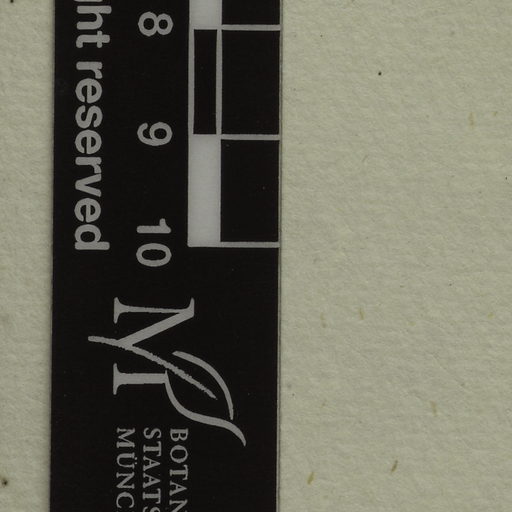 ght reserved
8 9 10
M
BOTAN
STAATS
MÜNC